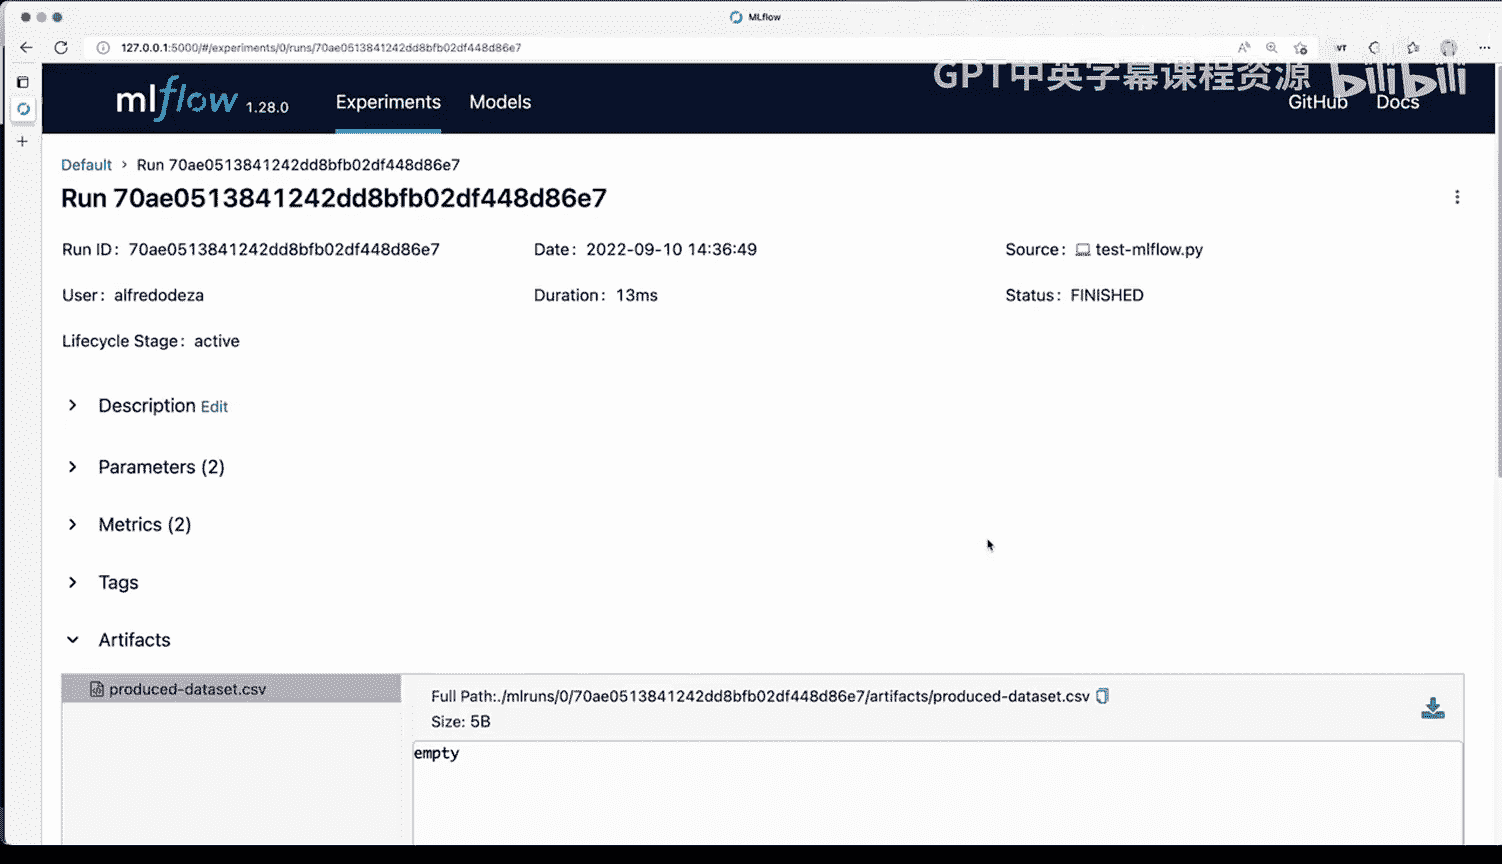 MLflow
127.0.0.1:5000/#/experiments/0/runs/70ae0513841242dd8bfb02df448d86e7
VT
GPT中英字幕课程资源 bilibili
mlflow 1.28.0 Experiments Models GitHub Docs
Default > Run 70ae0513841242dd8bfb02df448d86e7
Run 70ae0513841242dd8bfb02df448d86e7
Run ID: 70ae0513841242dd8bfb02df448d86e7 Date: 2022-09-10 14:36:49 Source: test-mlflow.py
User: alfredodeza Duration: 13ms Status: FINISHED
Lifecycle Stage: active
Description Edit
Parameters (2)
Metrics (2)
Tags
Artifacts
produced-dataset.csv
Full Path:./mlruns/0/70ae0513841242dd8bfb02df448d86e7/artifacts/produced-dataset.csv
Size: 5B
empty